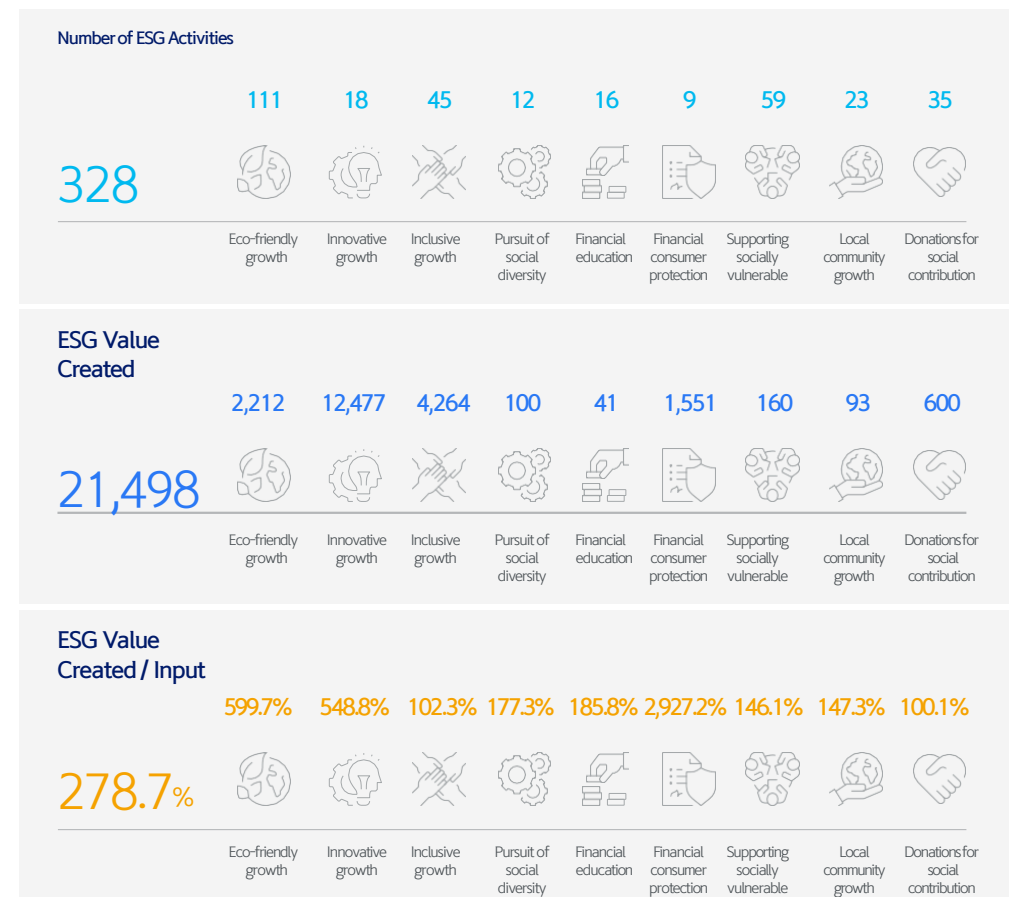 Number of ESG Activities
111 18 45 12 16 9 59 23 35
328
Eco-friendly Innovative Inclusive Pursuit of Financial Financial Supporting Local Donations for
growth growth growth social education consumer socially community social
diversity protection vulnerable growth contribution
ESG Value
Created
2,212 12,477 4,264 100 41 1,551 160 93 600
21,498
Eco-friendly Innovative Inclusive Pursuit of Financial Financial Supporting Local Donations for
growth growth growth social education consumer socially community social
diversity protection vulnerable growth contribution
ESG Value
Created / Input
599.7% 548.8% 102.3% 177.3% 185.8% 2,927.2% 146.1% 147.3% 100.1%
278.7%
Eco-friendly Innovative Inclusive Pursuit of Financial Financial Supporting Local Donations for
growth growth growth social education consumer socially community social
diversity protection vulnerable growth contribution